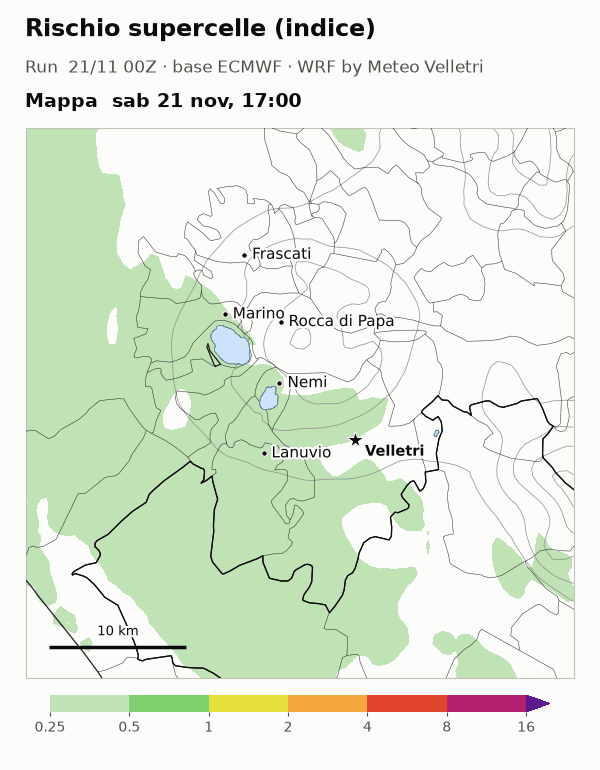 Rischio supercelle (indice)
Run  21/11 00Z · base ECMWF · WRF by Meteo Velletri
Mappa  sab 21 nov, 17:00
Frascati
Marino
Rocca di Papa
Nemi
Velletri
Lanuvio
10 km
0.25 0.5 1 2 4 8 16